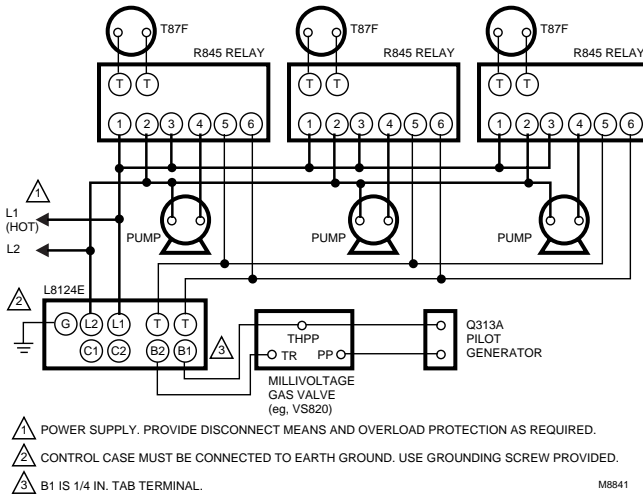 T87F T87F T87F
R845 RELAY R845 RELAY R845 RELAY
T T T T T T
1 2 3 4 5 6 1 2 3 4 5 6 1 2 3 4 5 6
1
L1
(HOT)
L2
PUMP PUMP PUMP
2 L8124E
G L2 L1 T T
C1 C2 B2 B1 3
THPP
TR PP
Q313A
PILOT
GENERATOR
MILLIVOLTAGE
GAS VALVE
(eg, VS820)
1 POWER SUPPLY. PROVIDE DISCONNECT MEANS AND OVERLOAD PROTECTION AS REQUIRED.
2 CONTROL CASE MUST BE CONNECTED TO EARTH GROUND. USE GROUNDING SCREW PROVIDED.
3 B1 IS 1/4 IN. TAB TERMINAL. M8841